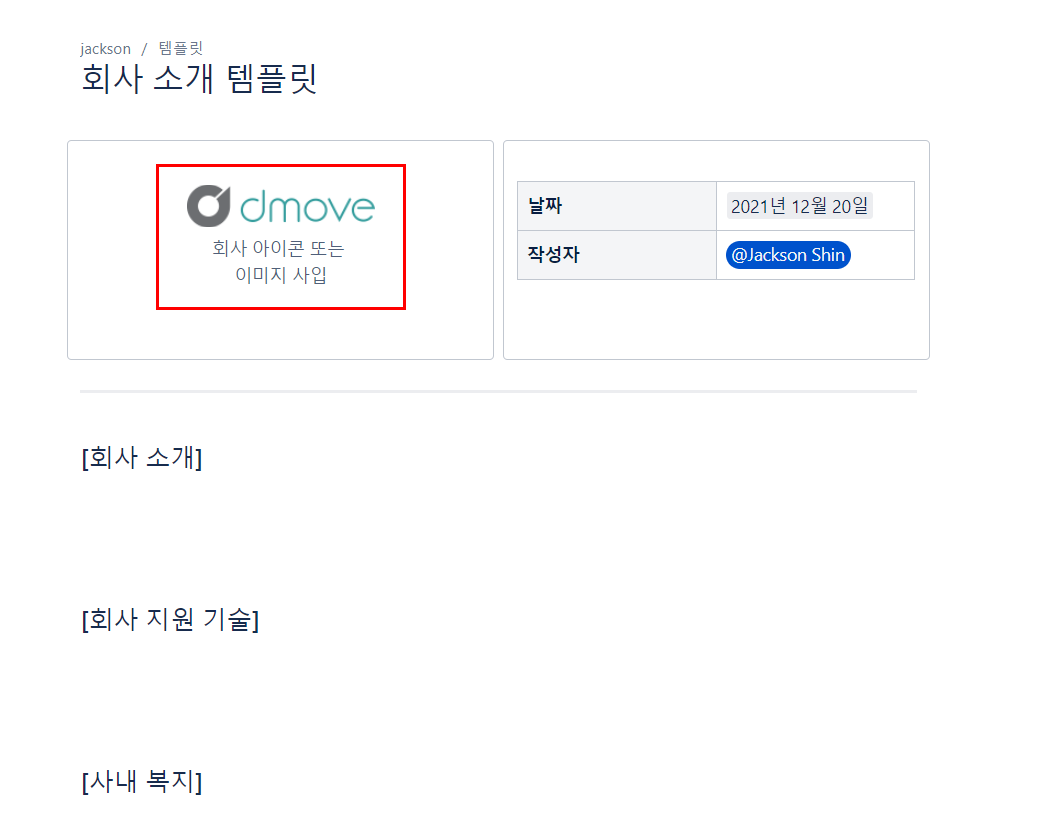 jackson / 템플릿
회사 소개 템플릿
dmove
회사 아이콘 또는
이미지 사입
날짜 2021년 12월 20일
작성자 @Jackson Shin
[회사 소개]
[회사 지원 기술]
[사내 복지]